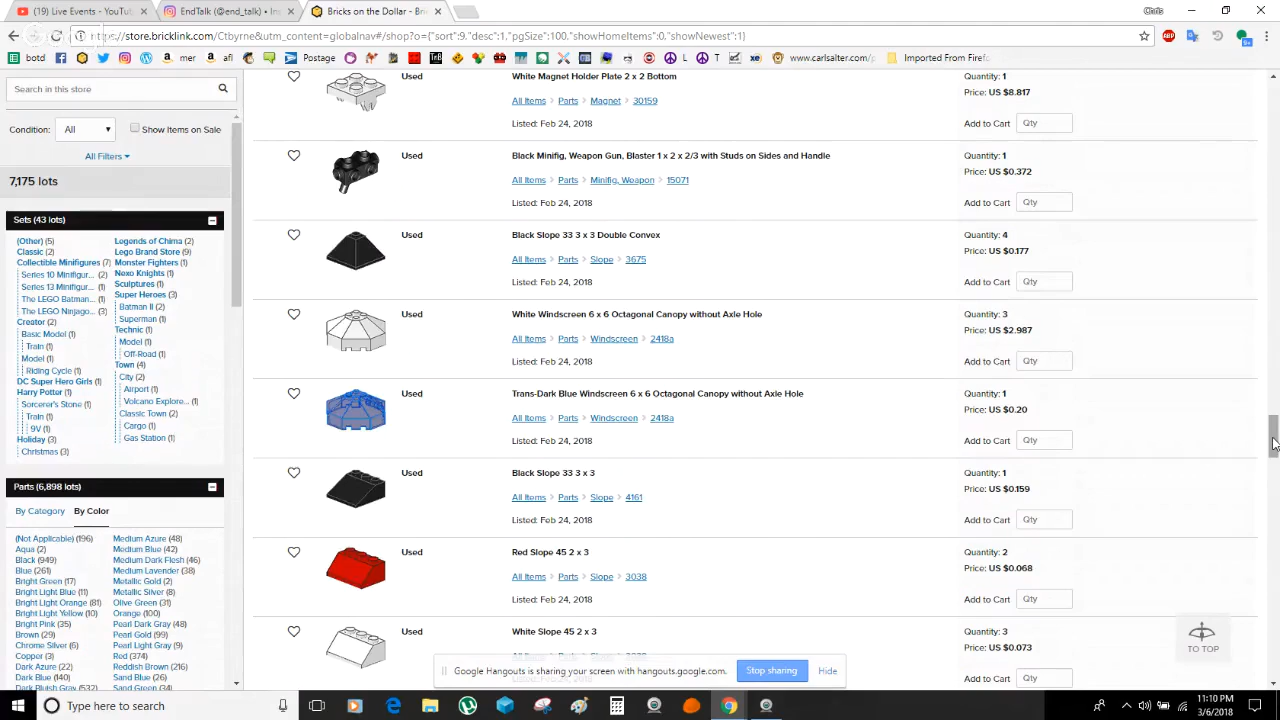 (19) Live Events - YouTu
EndTalk (@end_talk) • Ins
Bricks on the Dollar - Br
Chris
https://store.bricklink.com/Ctbyrne&utm_content=globalnav#/shop?o={"sort":9,"desc":1,"pgSize":100,"showHomeItems":0,"showNewest":1}
botd
mer
afl
Postage
L
T
www.carlsalter.com/p
Imported From Firefo
Search in this store
Condition:
All
Show Items on Sale
All Filters
7,175 lots
Sets (43 lots)
(Other) (5)
Classic (2)
Collectible Minifigures (7)
Series 10 Minifigur... (2)
Series 13 Minifigur... (1)
The LEGO Batman... (1)
The LEGO Ninjago... (3)
Creator (2)
Basic Model (1)
Train (1)
Model (1)
Riding Cycle (1)
DC Super Hero Girls (1)
Harry Potter (1)
Sorcerer's Stone (1)
Train (1)
9V (1)
Holiday (3)
Christmas (3)
Legends of Chima (2)
Lego Brand Store (9)
Monster Fighters (1)
Nexo Knights (1)
Sculptures (1)
Super Heroes (3)
Batman II (2)
Superman (1)
Technic (1)
Model (1)
Off-Road (1)
Town (4)
City (2)
Airport (1)
Volcano Explore... (1)
Classic Town (2)
Cargo (1)
Gas Station (1)
Parts (6,898 lots)
By Category
By Color
(Not Applicable) (196)
Aqua (2)
Black (949)
Blue (261)
Bright Green (17)
Bright Light Blue (11)
Bright Light Orange (81)
Bright Light Yellow (10)
Bright Pink (35)
Brown (29)
Chrome Silver (6)
Copper (3)
Dark Azure (22)
Dark Blue (140)
Dark Bluish Gray (532)
Medium Azure (48)
Medium Blue (42)
Medium Dark Flesh (46)
Medium Lavender (38)
Metallic Gold (2)
Metallic Silver (8)
Olive Green (31)
Orange (100)
Pearl Dark Gray (48)
Pearl Gold (99)
Pearl Light Gray (9)
Red (374)
Reddish Brown (216)
Sand Blue (26)
Sand Green (34)
Used
White Magnet Holder Plate 2 x 2 Bottom
All Items > Parts > Magnet > 30159
Listed: Feb 24, 2018
Quantity: 1
Price: US $8.817
Add to Cart Qty
Used
Black Minifig, Weapon Gun, Blaster 1 x 2 x 2/3 with Studs on Sides and Handle
All Items > Parts > Minifig, Weapon > 15071
Listed: Feb 24, 2018
Quantity: 1
Price: US $0.372
Add to Cart Qty
Used
Black Slope 33 3 x 3 Double Convex
All Items > Parts > Slope > 3675
Listed: Feb 24, 2018
Quantity: 4
Price: US $0.177
Add to Cart Qty
Used
White Windscreen 6 x 6 Octagonal Canopy without Axle Hole
All Items > Parts > Windscreen > 2418a
Listed: Feb 24, 2018
Quantity: 3
Price: US $2.987
Add to Cart Qty
Used
Trans-Dark Blue Windscreen 6 x 6 Octagonal Canopy without Axle Hole
All Items > Parts > Windscreen > 2418a
Listed: Feb 24, 2018
Quantity: 1
Price: US $0.20
Add to Cart Qty
Used
Black Slope 33 3 x 3
All Items > Parts > Slope > 4161
Listed: Feb 24, 2018
Quantity: 1
Price: US $0.159
Add to Cart Qty
Used
Red Slope 45 2 x 3
All Items > Parts > Slope > 3038
Listed: Feb 24, 2018
Quantity: 2
Price: US $0.068
Add to Cart Qty
Used
White Slope 45 2 x 3
Quantity: 3
Price: US $0.073
Add to Cart Qty
TO TOP
Google Hangouts is sharing your screen with hangouts.google.com.
Stop sharing
Hide
Type here to search
11:10 PM
3/6/2018